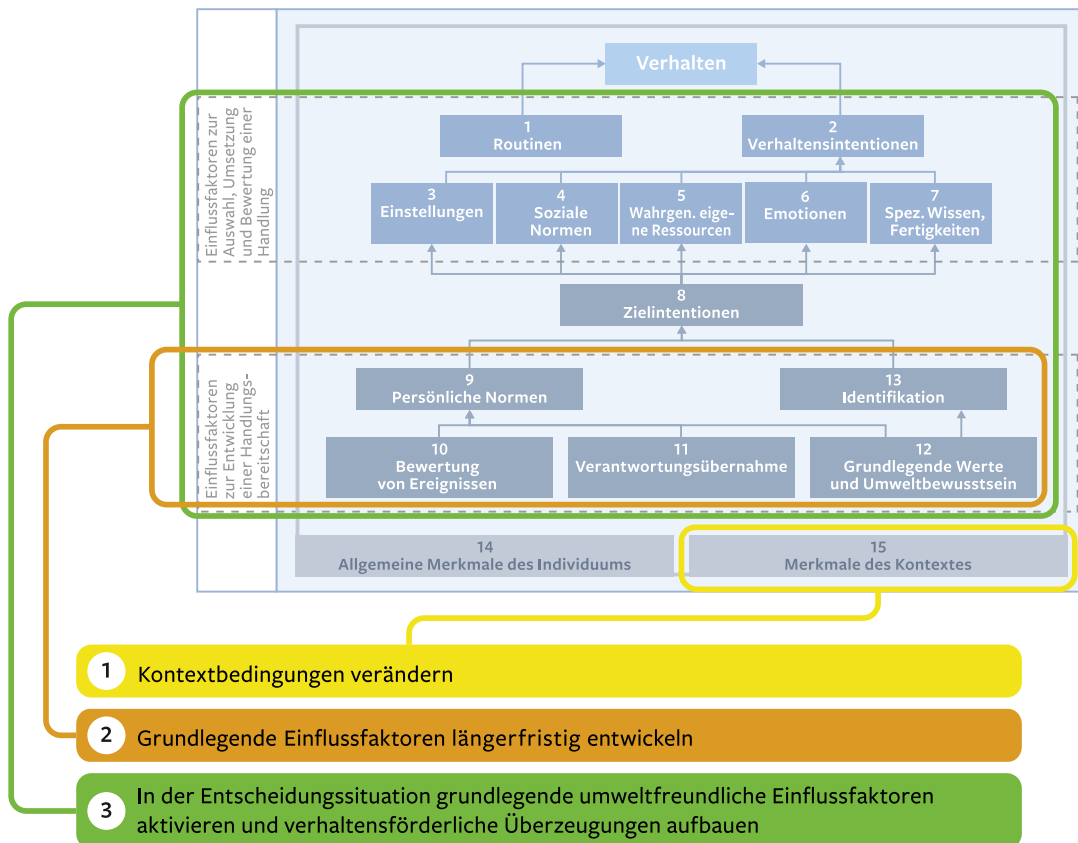 Verhalten
Einflussfaktoren zur
Auswahl, Umsetzung
und Bewertung einer
Handlung
1
Routinen
2
Verhaltensintentionen
3
Einstellungen
4
Soziale
Normen
5
Wahrgen. eige-
ne Ressourcen
6
Emotionen
7
Spez. Wissen,
Fertigkeiten
8
Zielintentionen
Einflussfaktoren
zur Entwicklung
einer Handlungs-
bereitschaft
9
Persönliche Normen
13
Identifikation
10
Bewertung
von Ereignissen
11
Verantwortungsübernahme
12
Grundlegende Werte
und Umweltbewusstsein
14
Allgemeine Merkmale des Individuums
15
Merkmale des Kontextes
1 Kontextbedingungen verändern
2 Grundlegende Einflussfaktoren längerfristig entwickeln
3 In der Entscheidungssituation grundlegende umweltfreundliche Einflussfaktoren
aktivieren und verhaltensförderliche Überzeugungen aufbauen